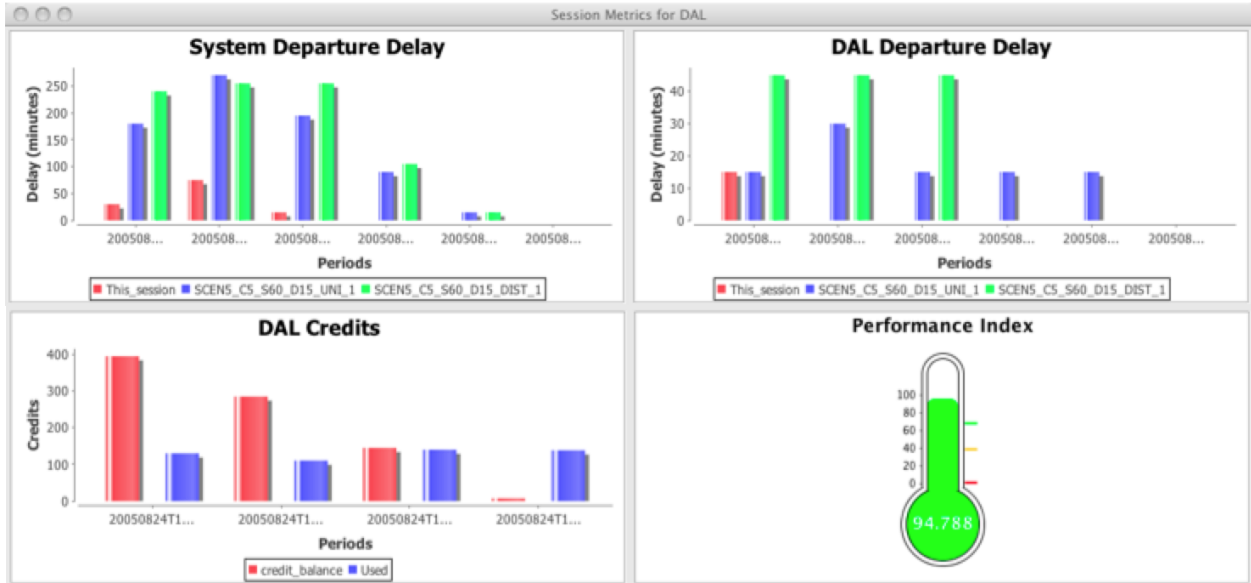 Session Metrics for DAL
System Departure Delay
Delay (minutes)
250
200
150
100
50
0
200508... 200508... 200508... 200508... 200508... 200508...
Periods
This_session SCEN5_C5_S60_D15_UNI_1 SCEN5_C5_S60_D15_DIST_1
DAL Departure Delay
Delay (minutes)
40
30
20
10
0
200508... 200508... 200508... 200508... 200508... 200508...
Periods
This_session SCEN5_C5_S60_D15_UNI_1 SCEN5_C5_S60_D15_DIST_1
DAL Credits
Credits
400
300
200
100
0
20050824T1... 20050824T1... 20050824T1... 20050824T1...
Periods
credit_balance Used
Performance Index
100
80
60
40
20
0
94.788